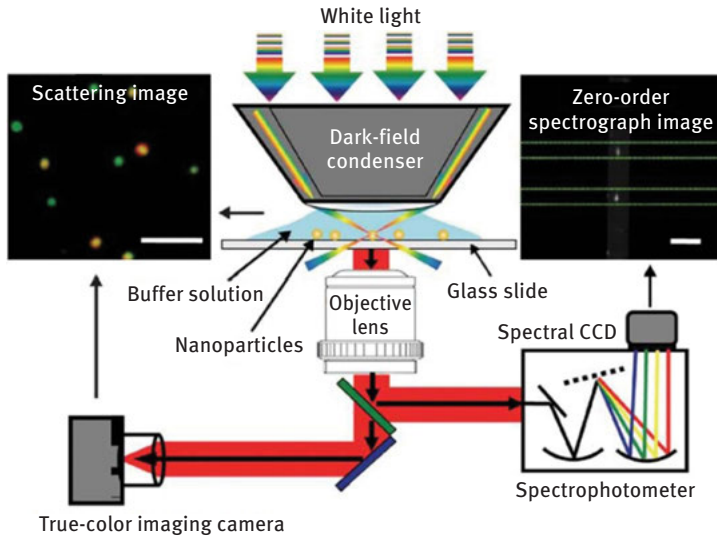 White light
Scattering image
Dark-field
condenser
Zero-order
spectrograph image
Buffer solution
Nanoparticles
Objective
lens
Glass slide
Spectral CCD
Spectrophotometer
True-color imaging camera